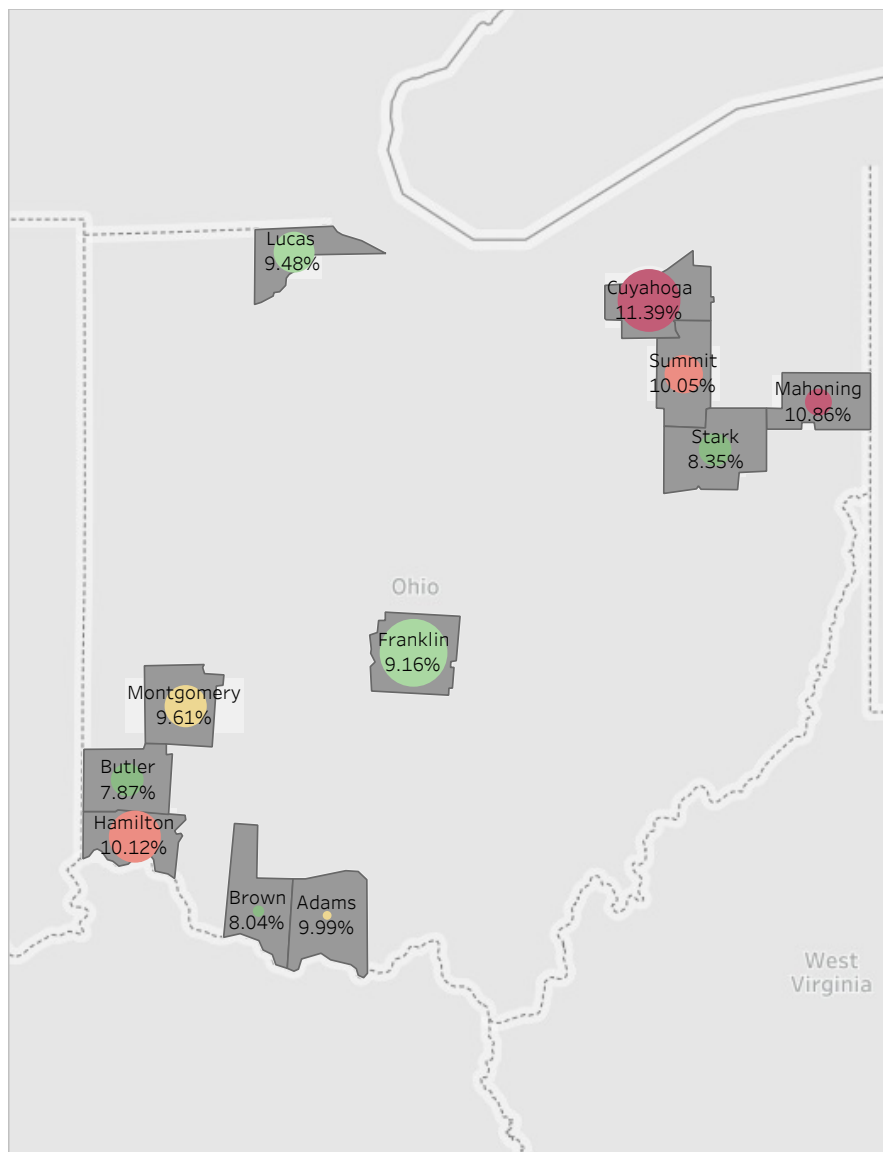 Lucas
9.48%
Cuyahoga
11.39%
Summit
10.05%
Mahoning
10.86%
Stark
8.35%
Ohio
Franklin
9.16%
Montgomery
9.61%
Butler
7.87%
Hamilton
10.12%
Brown
8.04%
Adams
9.99%
West
Virginia